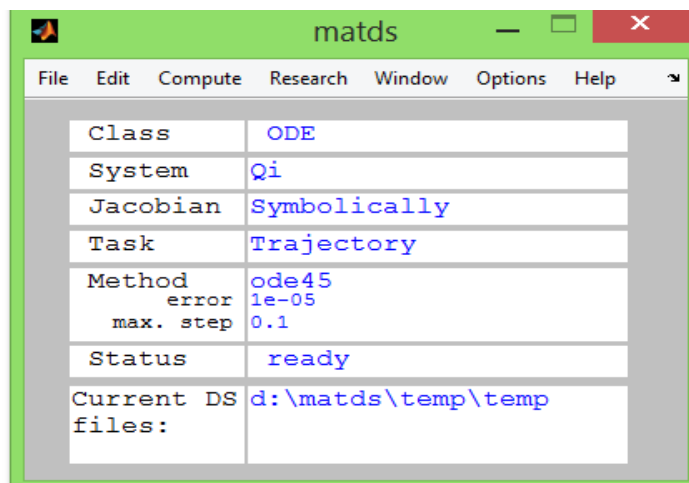 matds
File Edit Compute Research Window Options Help
Class ODE
System Qi
Jacobian Symbolically
Task Trajectory
Method ode45
error 1e-05
max. step 0.1
Status ready
Current DS d:\matds\temp\temp
files: